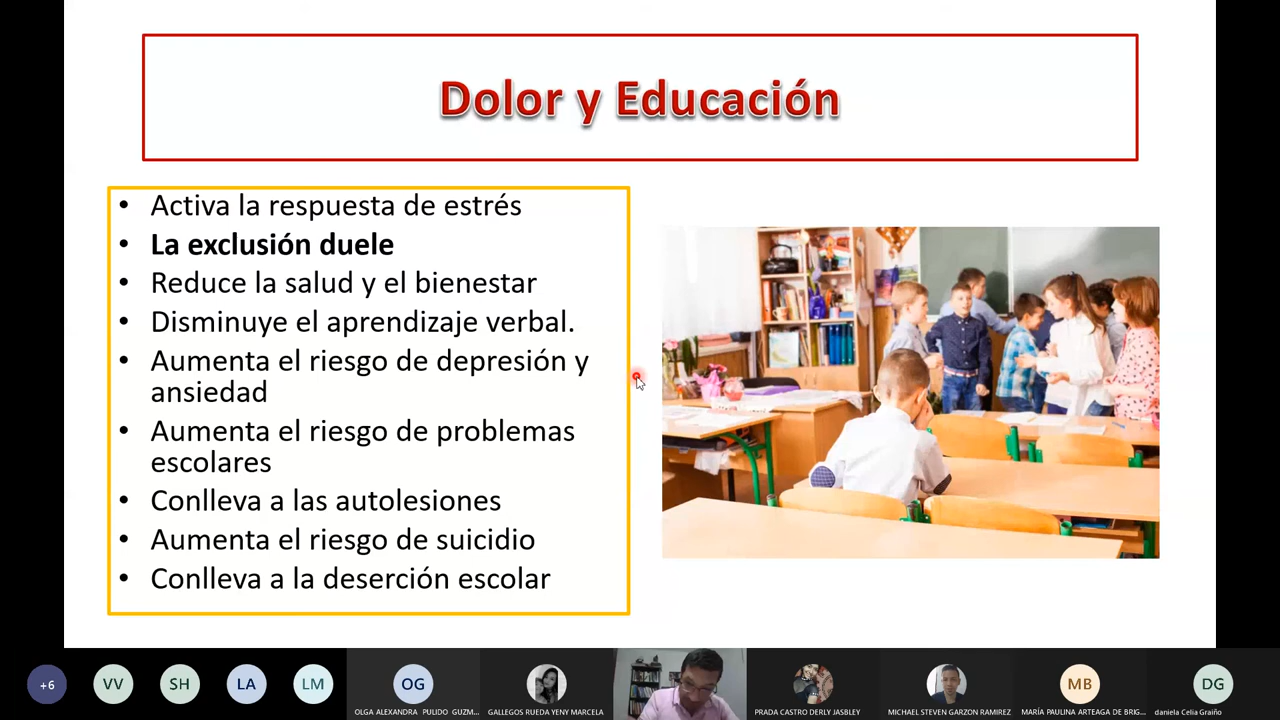 Dolor y Educación
• Activa la respuesta de estrés
• La exclusión duele
• Reduce la salud y el bienestar
• Disminuye el aprendizaje verbal.
• Aumenta el riesgo de depresión y
ansiedad
• Aumenta el riesgo de problemas
escolares
• Conlleva a las autolesiones
• Aumenta el riesgo de suicidio
• Conlleva a la deserción escolar
+6
VV
SH
LA
LM
OG
MB
DG
OLGA ALEXANDRA PULIDO GUZM...
GALLEGOS RUEDA YENY MARCELA
PRADA CASTRO DERLY JASBLEY
MICHAEL STEVEN GARZON RAMIREZ
MARÍA PAULINA ARTEAGA DE BRIG...
daniela Celia Graiño